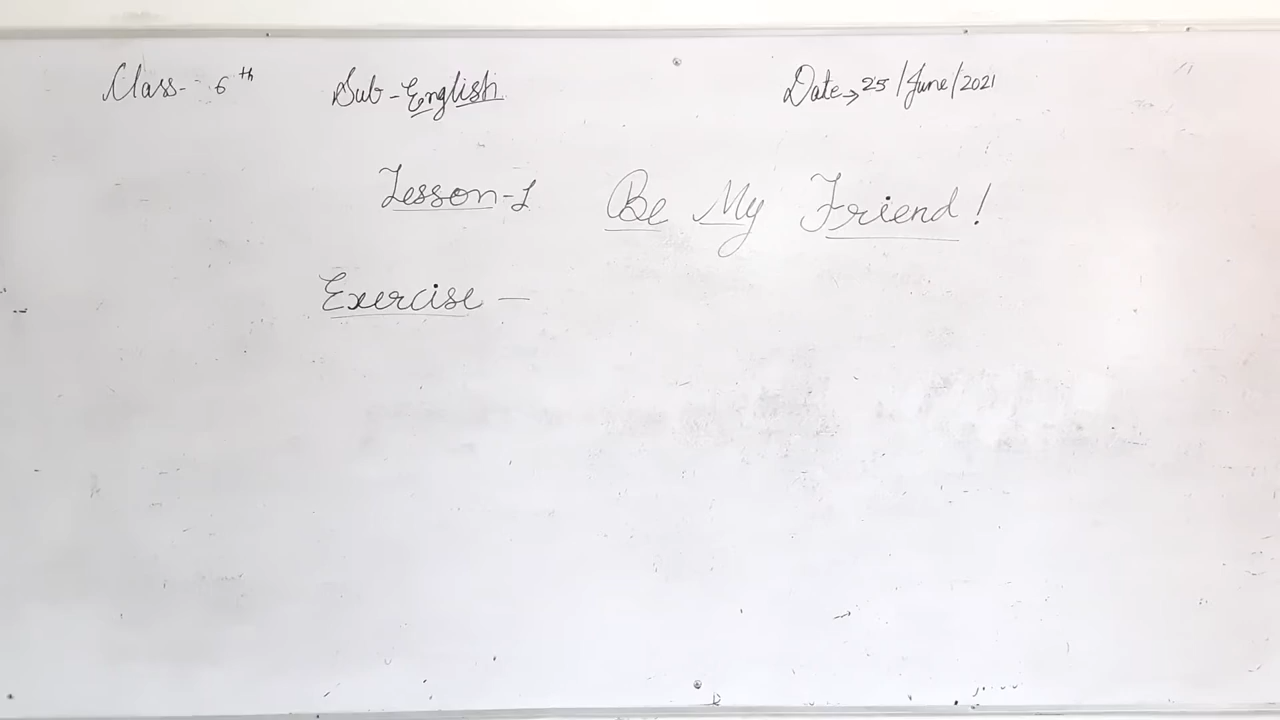 Class- 6th Sub-English Date→25/June/2021
Lesson-1 Be My Friend!
Exercise —